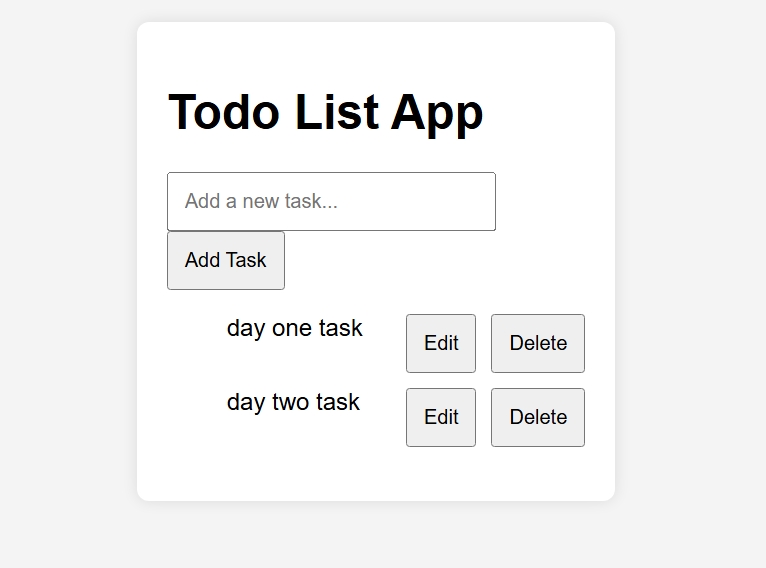 Todo List App
Add a new task...
Add Task
day one task Edit Delete
day two task Edit Delete